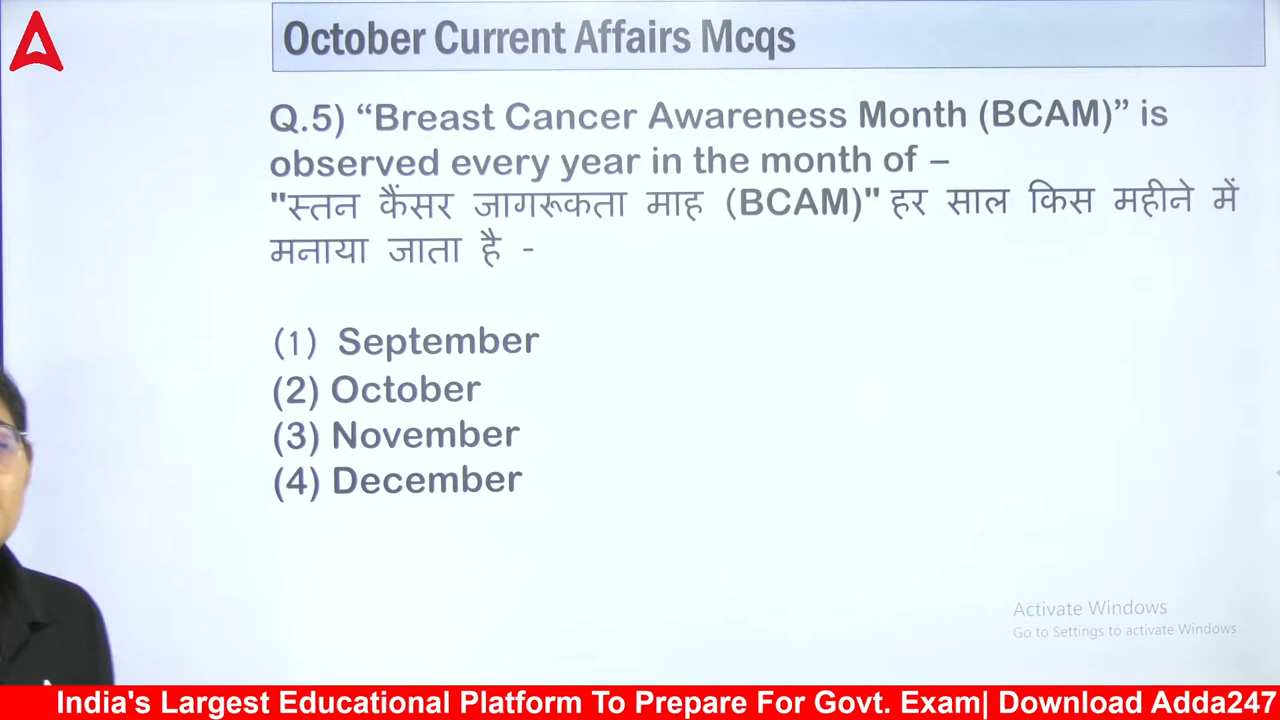 October Current Affairs Mcqs
Q.5) “Breast Cancer Awareness Month (BCAM)” is
observed every year in the month of –
"स्तन कैंसर जागरूकता माह (BCAM)" हर साल किस महीने में
मनाया जाता है -
(1) September
(2) October
(3) November
(4) December
Activate Windows
Go to Settings to activate Windows
India's Largest Educational Platform To Prepare For Govt. Exam| Download Adda247